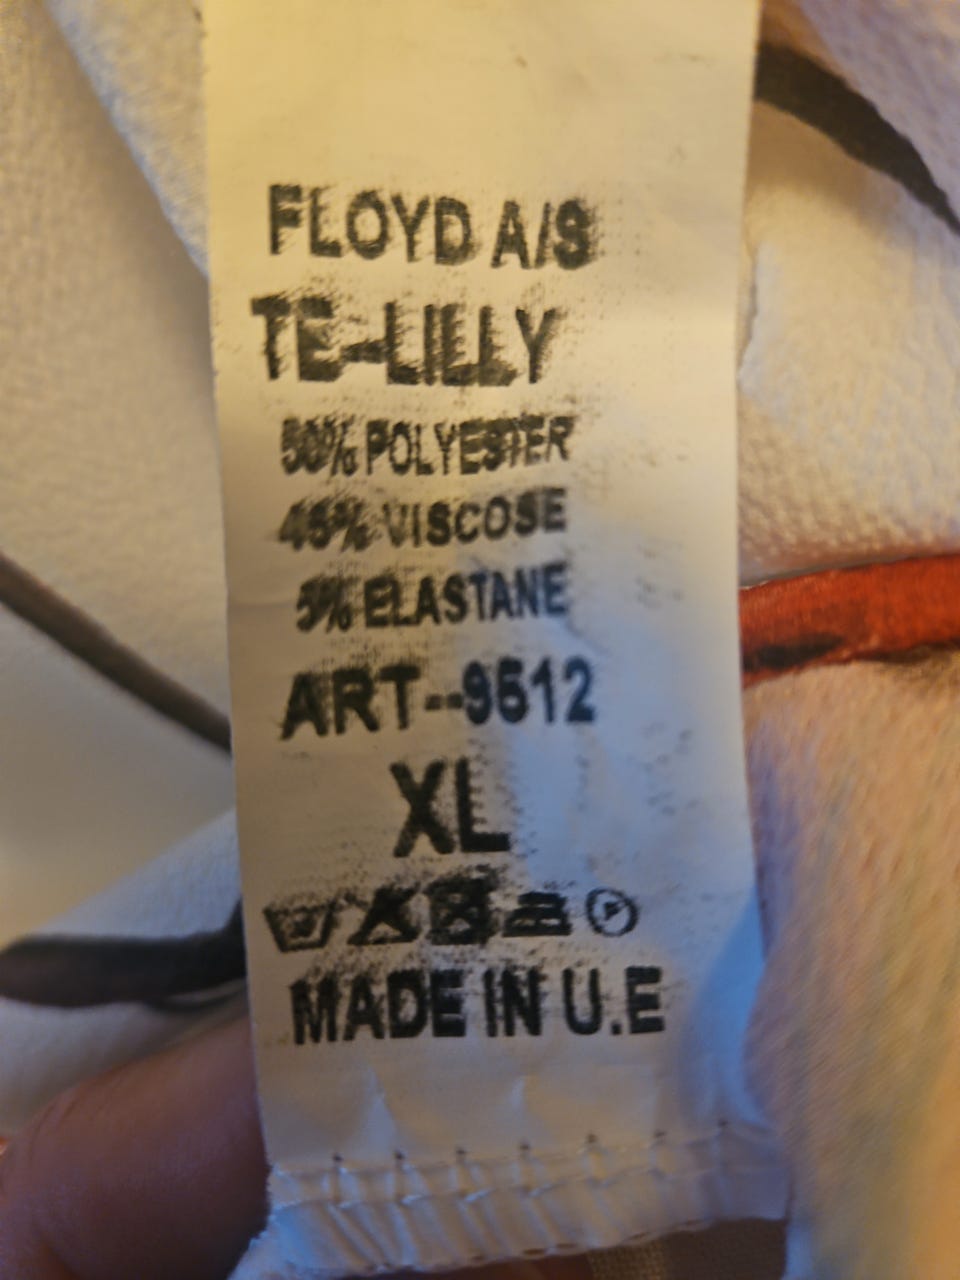 FLOYD A/S
TE--LILLY
50% POLYESTER
45% VISCOSE
5% ELASTANE
ART--9512
XL
MADE IN U.E